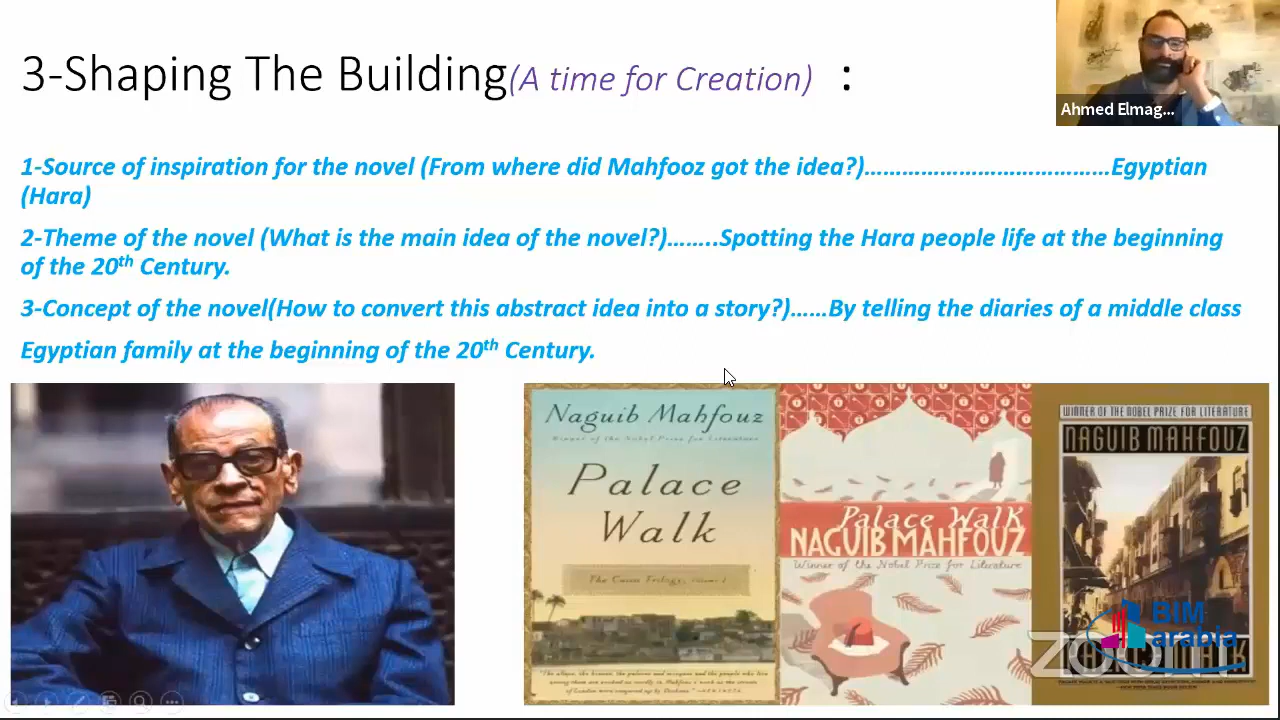 3-Shaping The Building(A time for Creation) :
Ahmed Elmag...
1-Source of inspiration for the novel (From where did Mahfooz got the idea?)…………………………………Egyptian
(Hara)
2-Theme of the novel (What is the main idea of the novel?)……..Spotting the Hara people life at the beginning
of the 20th Century.
3-Concept of the novel(How to convert this abstract idea into a story?)……By telling the diaries of a middle class
Egyptian family at the beginning of the 20th Century.
Naguib Mahfouz
Winner of the Nobel Prize for Literature
Palace
Walk
The Cairo Trilogy, Volume 1
Palace Walk
NAGUIB MAHFOUZ
Winner of the Nobel Prize for Literature
WINNER OF THE NOBEL PRIZE FOR LITERATURE
NAGUIB MAHFOUZ
BIM
arabia
zoom